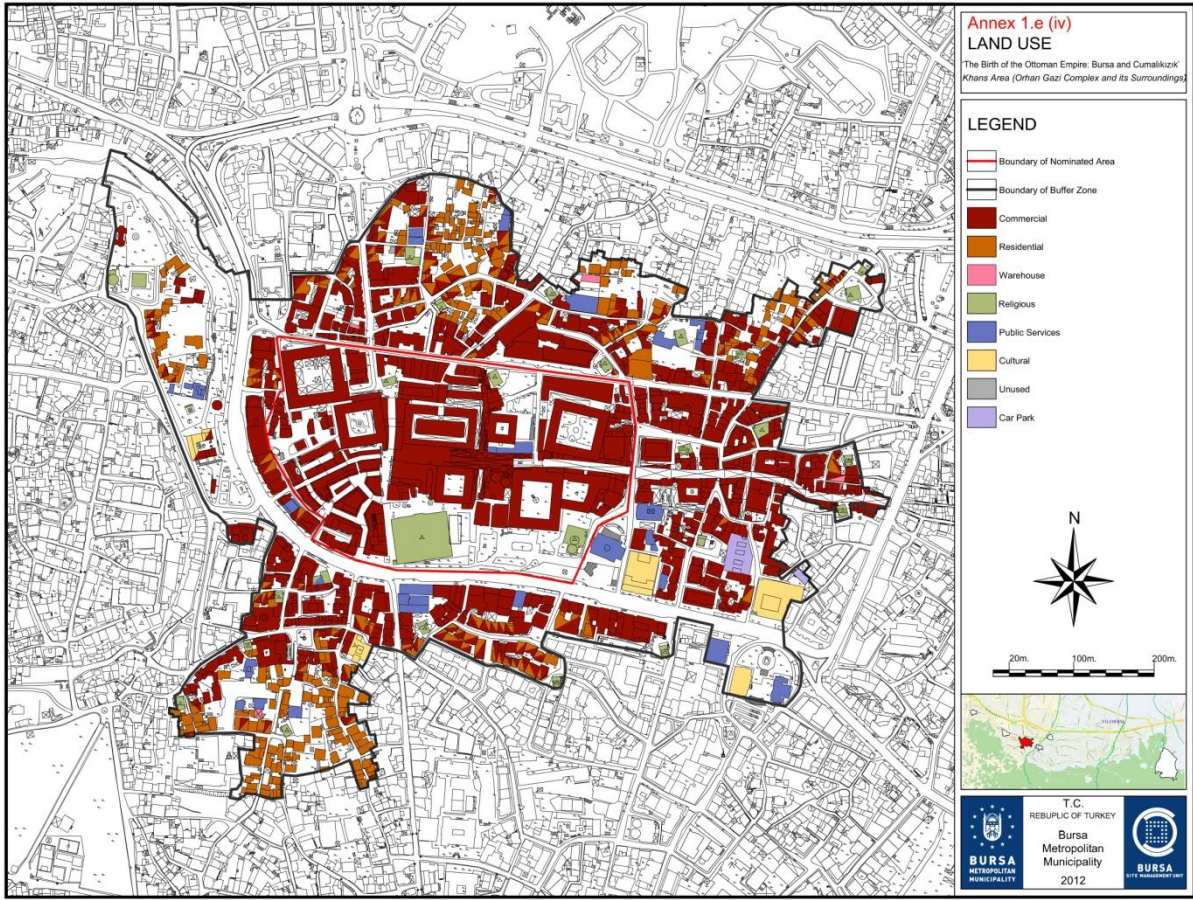 Annex 1.e (iv)
LAND USE
'The Birth of the Ottoman Empire: Bursa and Cumalıkızık'
Khans Area (Orhan Gazi Complex and its Surroundings)
LEGEND
Boundary of Nominated Area
Boundary of Buffer Zone
Commercial
Residential
Warehouse
Religious
Public Services
Cultural
Unused
Car Park
N
20m. 100m. 200m.
YILDIRIM
T.C.
REBUPLIC OF TURKEY
Bursa
Metropolitan
Municipality
2012
BURSA
METROPOLITAN
MUNICIPALITY
BURSA
SITE MANAGEMENT UNIT